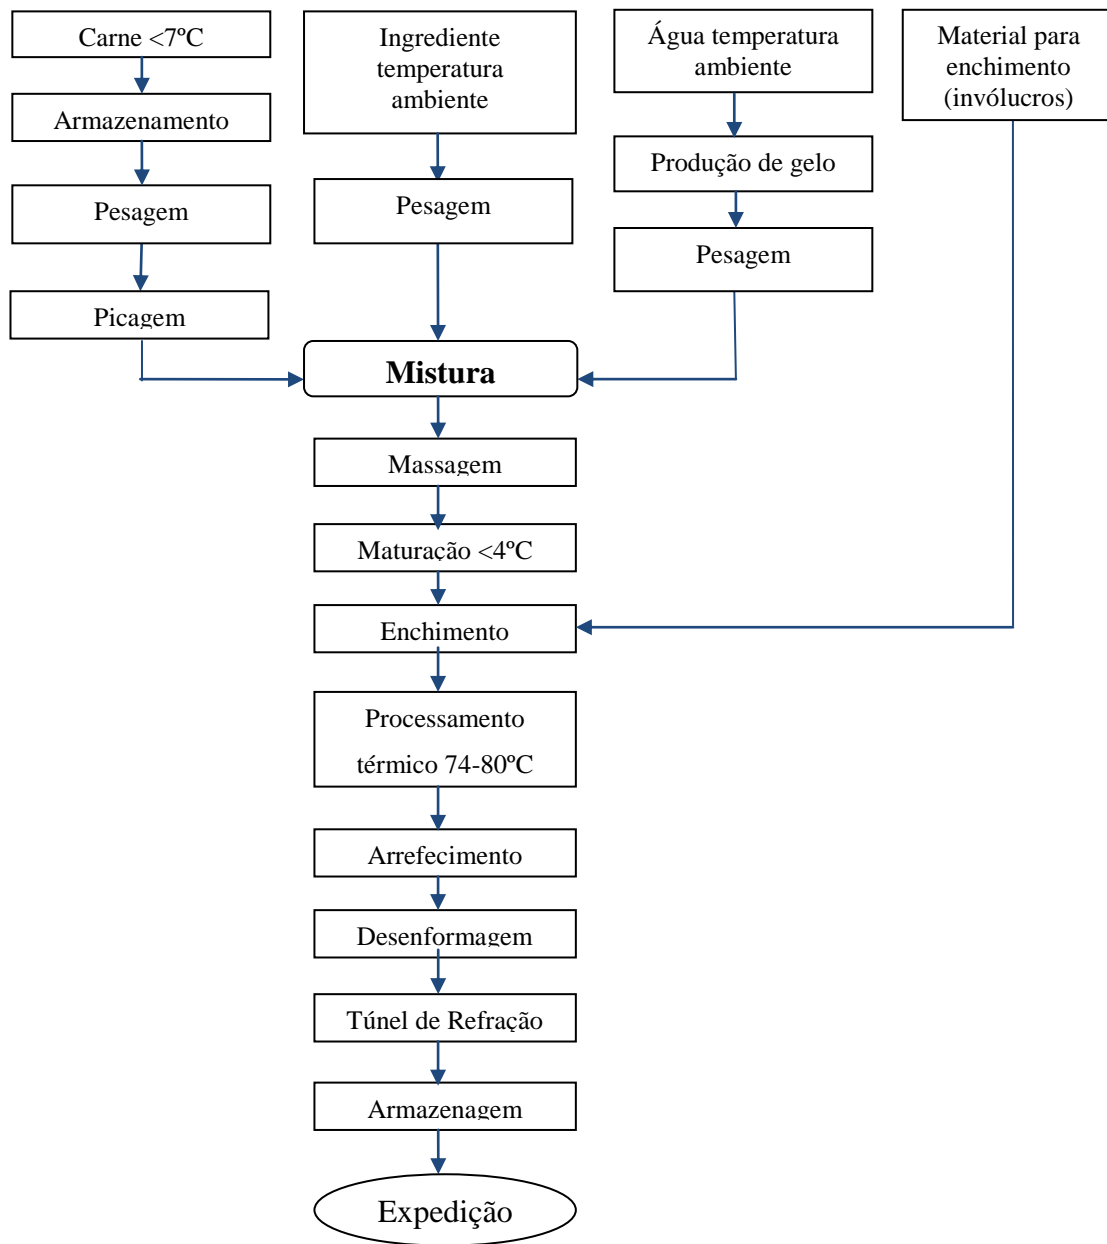 Carne <7ºC
Armazenamento
Pesagem
Picagem
Ingrediente
temperatura
ambiente
Pesagem
Água temperatura
ambiente
Produção de gelo
Pesagem
Material para
enchimento
(invólucros)
Mistura
Massagem
Maturação <4ºC
Enchimento
Processamento
térmico 74-80ºC
Arrefecimento
Desenformagem
Túnel de Refração
Armazenagem
Expedição